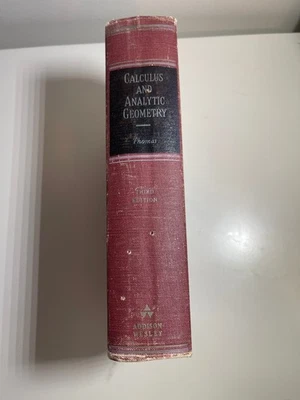 CALCULUS
AND
ANALYTIC
GEOMETRY
Thomas
THIRD
EDITION
ADDISON
WESLEY